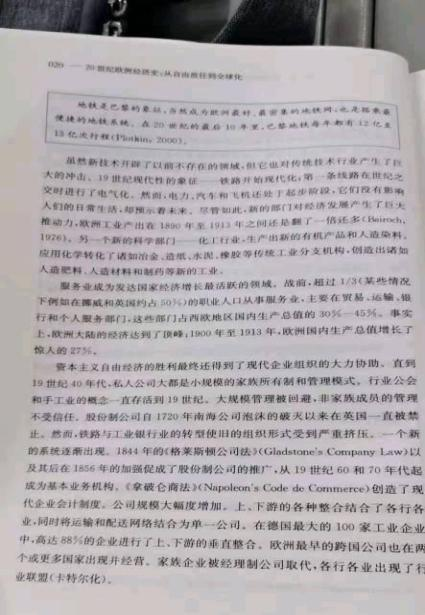 020 — 20世纪欧洲经济史:从自由放任到全球化
地铁是巴黎的象征,当然成为欧洲最好、最密集的地铁网,也是搭乘最
便捷的地铁系统。在20世纪的最后10年里,巴黎地铁每年都有12亿至
13亿次行程(Plotkin, 2000)。
虽然新技术开辟了以前不存在的领域,但它也对传统技术行业产生了巨
大的冲击。19世纪现代性的象征——铁路开始现代化,第一条线路在世纪之
交时进行了电气化。然而,电力、汽车和飞机还处于起步阶段,它们没有影响
人们的日常生活,却预示着未来。尽管如此,新的部门对经济发展产生了巨大
推动力,欧洲工业产出在1890年至1913年之间还是翻了一倍还多(Bairoch,
1976)。另一个新的科学部门——化工行业,生产出新的有机产品和人造染料,
应用化学转化了诸如冶金、造纸、水泥、橡胶等传统工业分支机构,创造出诸如
人造肥料、人造材料和制药等新的工业。
服务业成为发达国家经济增长最活跃的领域。战前,超过1/3(某些情况
下例如在挪威和英国约占50%)的职业人口从事服务业,主要在贸易、运输、银
行和个人服务部门,这些部门占西欧地区国内生产总值的30%—45%。事实
上,欧洲大陆的经济达到了顶峰;1900年至1913年,欧洲国内生产总值增长了
惊人的27%。
资本主义自由经济的胜利最终还得到了现代企业组织的大力协助。直到
19世纪40年代,私人公司大都是小规模的家族所有制和管理模式。行业公会
和手工业的概念一直存活到19世纪。大规模管理被回避,非家族成员的管理
不受信任。股份制公司自1720年南海公司泡沫的破灭以来在英国一直被禁
止。然而,铁路与工业银行业的转型使旧的组织形式受到严重挤压。一个新
的系统逐渐出现。1844年的《格莱斯顿公司法》(Gladstone's Company Law)以
及其后在1856年的加强促成了股份制公司的推广,从19世纪60和70年代起
成为基本业务机构。《拿破仑商法》(Napoleon's Code de Commerce)创造了现
代企业会计制度。公司规模大幅度增加。上、下游的各种整合结合了各行各
业,同时将运输和配送网络结合为单一公司。在德国最大的100家工业企业
中,高达88%的企业进行了上、下游的垂直整合。欧洲最早的跨国公司也在两
个或更多国家出现并经营。家族企业被经理制公司取代,各行各业出现了行
业联盟(卡特尔化)。